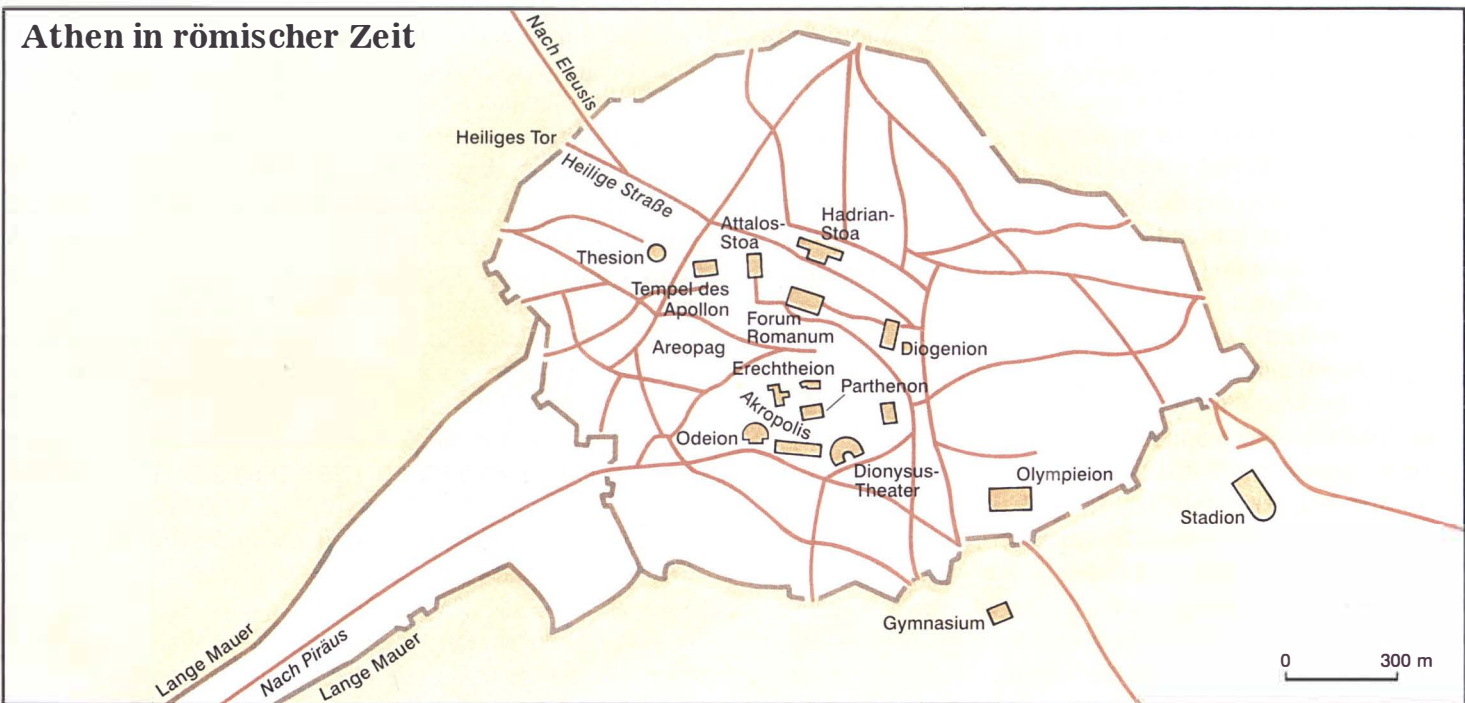 Athen in römischer Zeit
Nach Eleusis
Heiliges Tor
Heilige Straße
Attalos-
Stoa
Hadrian-
Stoa
Thesion
Tempel des
Apollon
Forum
Romanum
Diogenion
Areopag
Erechtheion
Parthenon
Akropolis
Odeion
Dionysus-
Theater
Olympieion
Stadion
Gymnasium
Lange Mauer
Nach Piräus
Lange Mauer
0 300 m